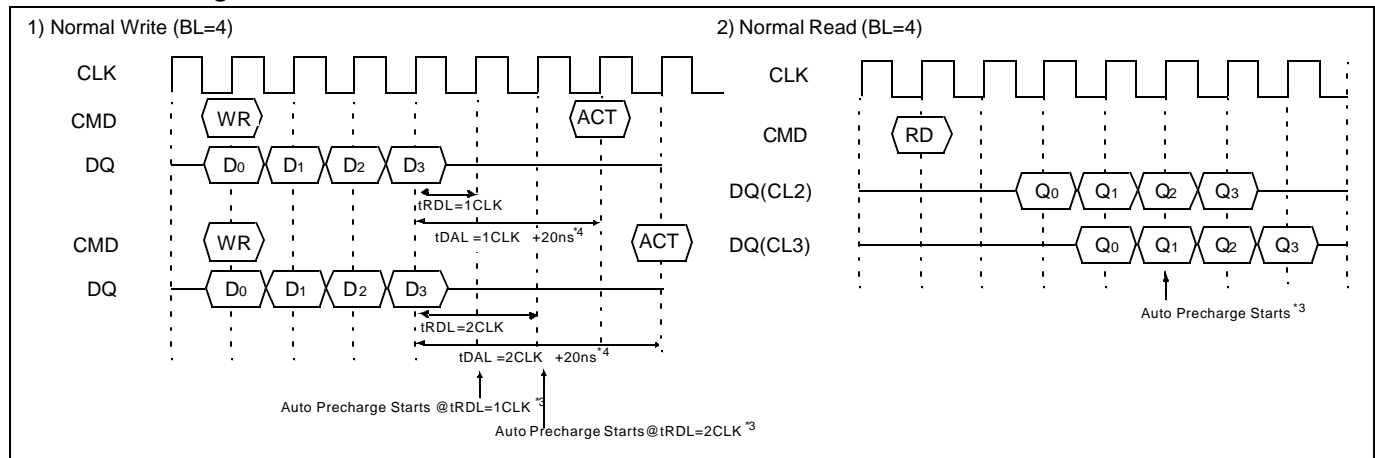 1) Normal Write (BL=4)
CLK
CMD
WR
ACT
DQ
D0
D1
D2
D3
tRDL=1CLK
tDAL =1CLK +20ns*4
CMD
WR
ACT
DQ
D0
D1
D2
D3
tRDL=2CLK
tDAL =2CLK +20ns*4
Auto Precharge Starts @tRDL=1CLK *3
Auto Precharge Starts@tRDL=2CLK *3
2) Normal Read (BL=4)
CLK
CMD
RD
DQ(CL2)
Q0
Q1
Q2
Q3
DQ(CL3)
Q0
Q1
Q2
Q3
Auto Precharge Starts*3